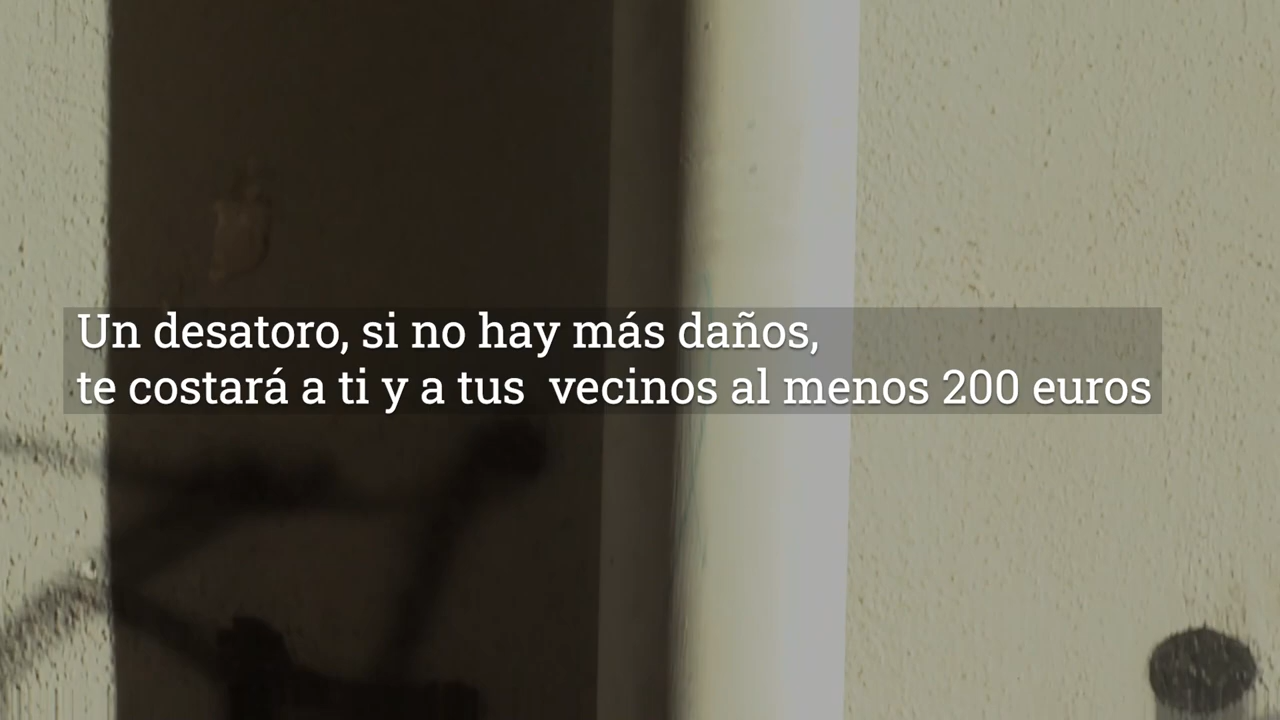 Un desatoro, si no hay más daños,
te costará a ti y a tus  vecinos al menos 200 euros